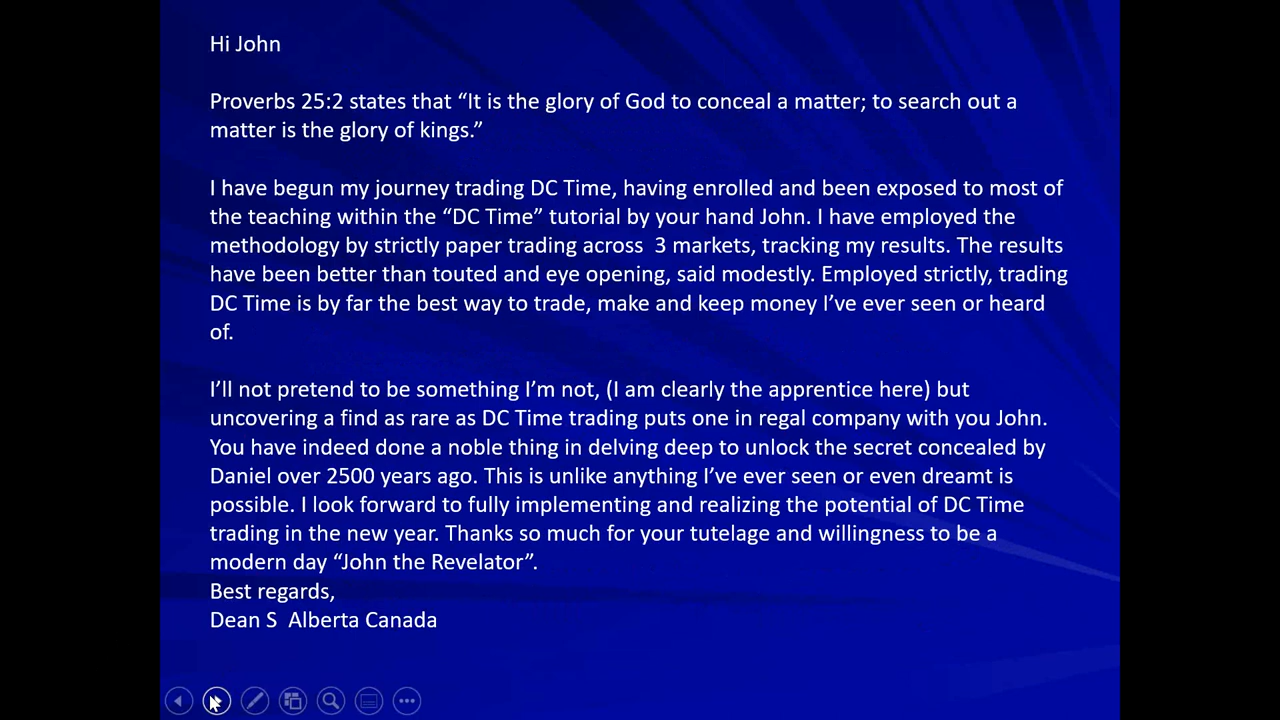 Hi John
Proverbs 25:2 states that “It is the glory of God to conceal a matter; to search out a
matter is the glory of kings.”
I have begun my journey trading DC Time, having enrolled and been exposed to most of
the teaching within the “DC Time” tutorial by your hand John. I have employed the
methodology by strictly paper trading across  3 markets, tracking my results. The results
have been better than touted and eye opening, said modestly. Employed strictly, trading
DC Time is by far the best way to trade, make and keep money I’ve ever seen or heard
of.
I’ll not pretend to be something I’m not, (I am clearly the apprentice here) but
uncovering a find as rare as DC Time trading puts one in regal company with you John.
You have indeed done a noble thing in delving deep to unlock the secret concealed by
Daniel over 2500 years ago. This is unlike anything I’ve ever seen or even dreamt is
possible. I look forward to fully implementing and realizing the potential of DC Time
trading in the new year. Thanks so much for your tutelage and willingness to be a
modern day “John the Revelator”.
Best regards,
Dean S  Alberta Canada